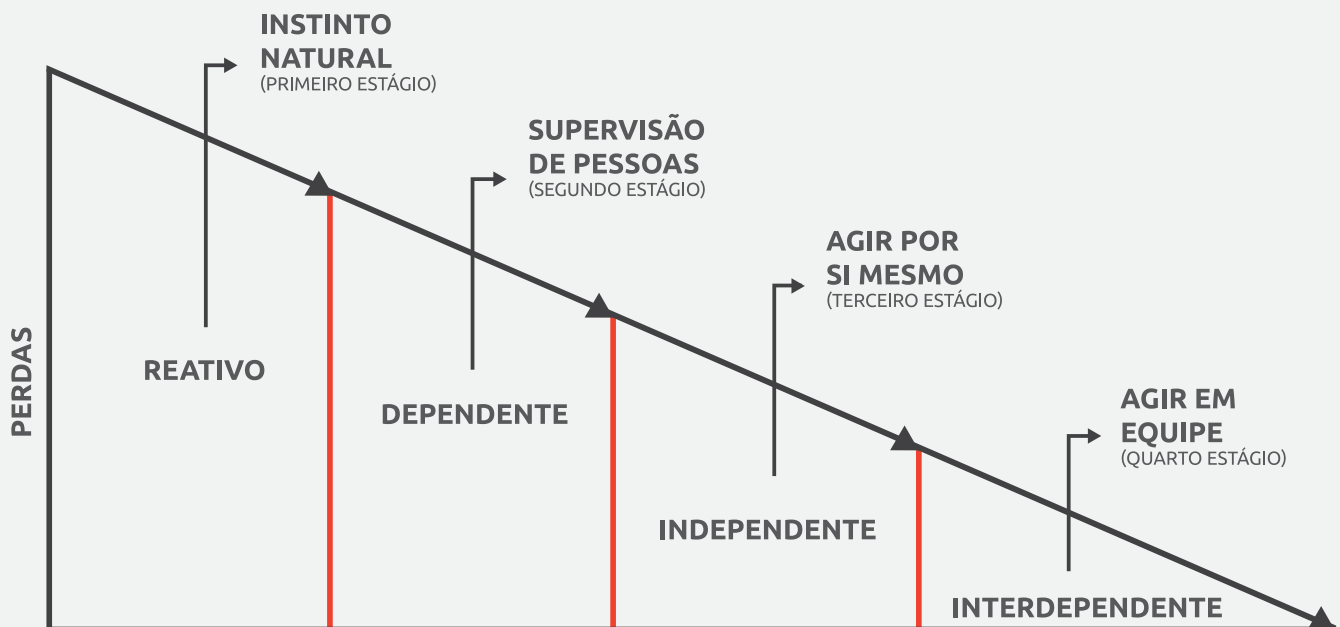 INSTINTO
NATURAL
(PRIMEIRO ESTÁGIO)
SUPERVISÃO
DE PESSOAS
(SEGUNDO ESTÁGIO)
AGIR POR
SI MESMO
(TERCEIRO ESTÁGIO)
AGIR EM
EQUIPE
(QUARTO ESTÁGIO)
PERDAS
REATIVO
DEPENDENTE
INDEPENDENTE
INTERDEPENDENTE